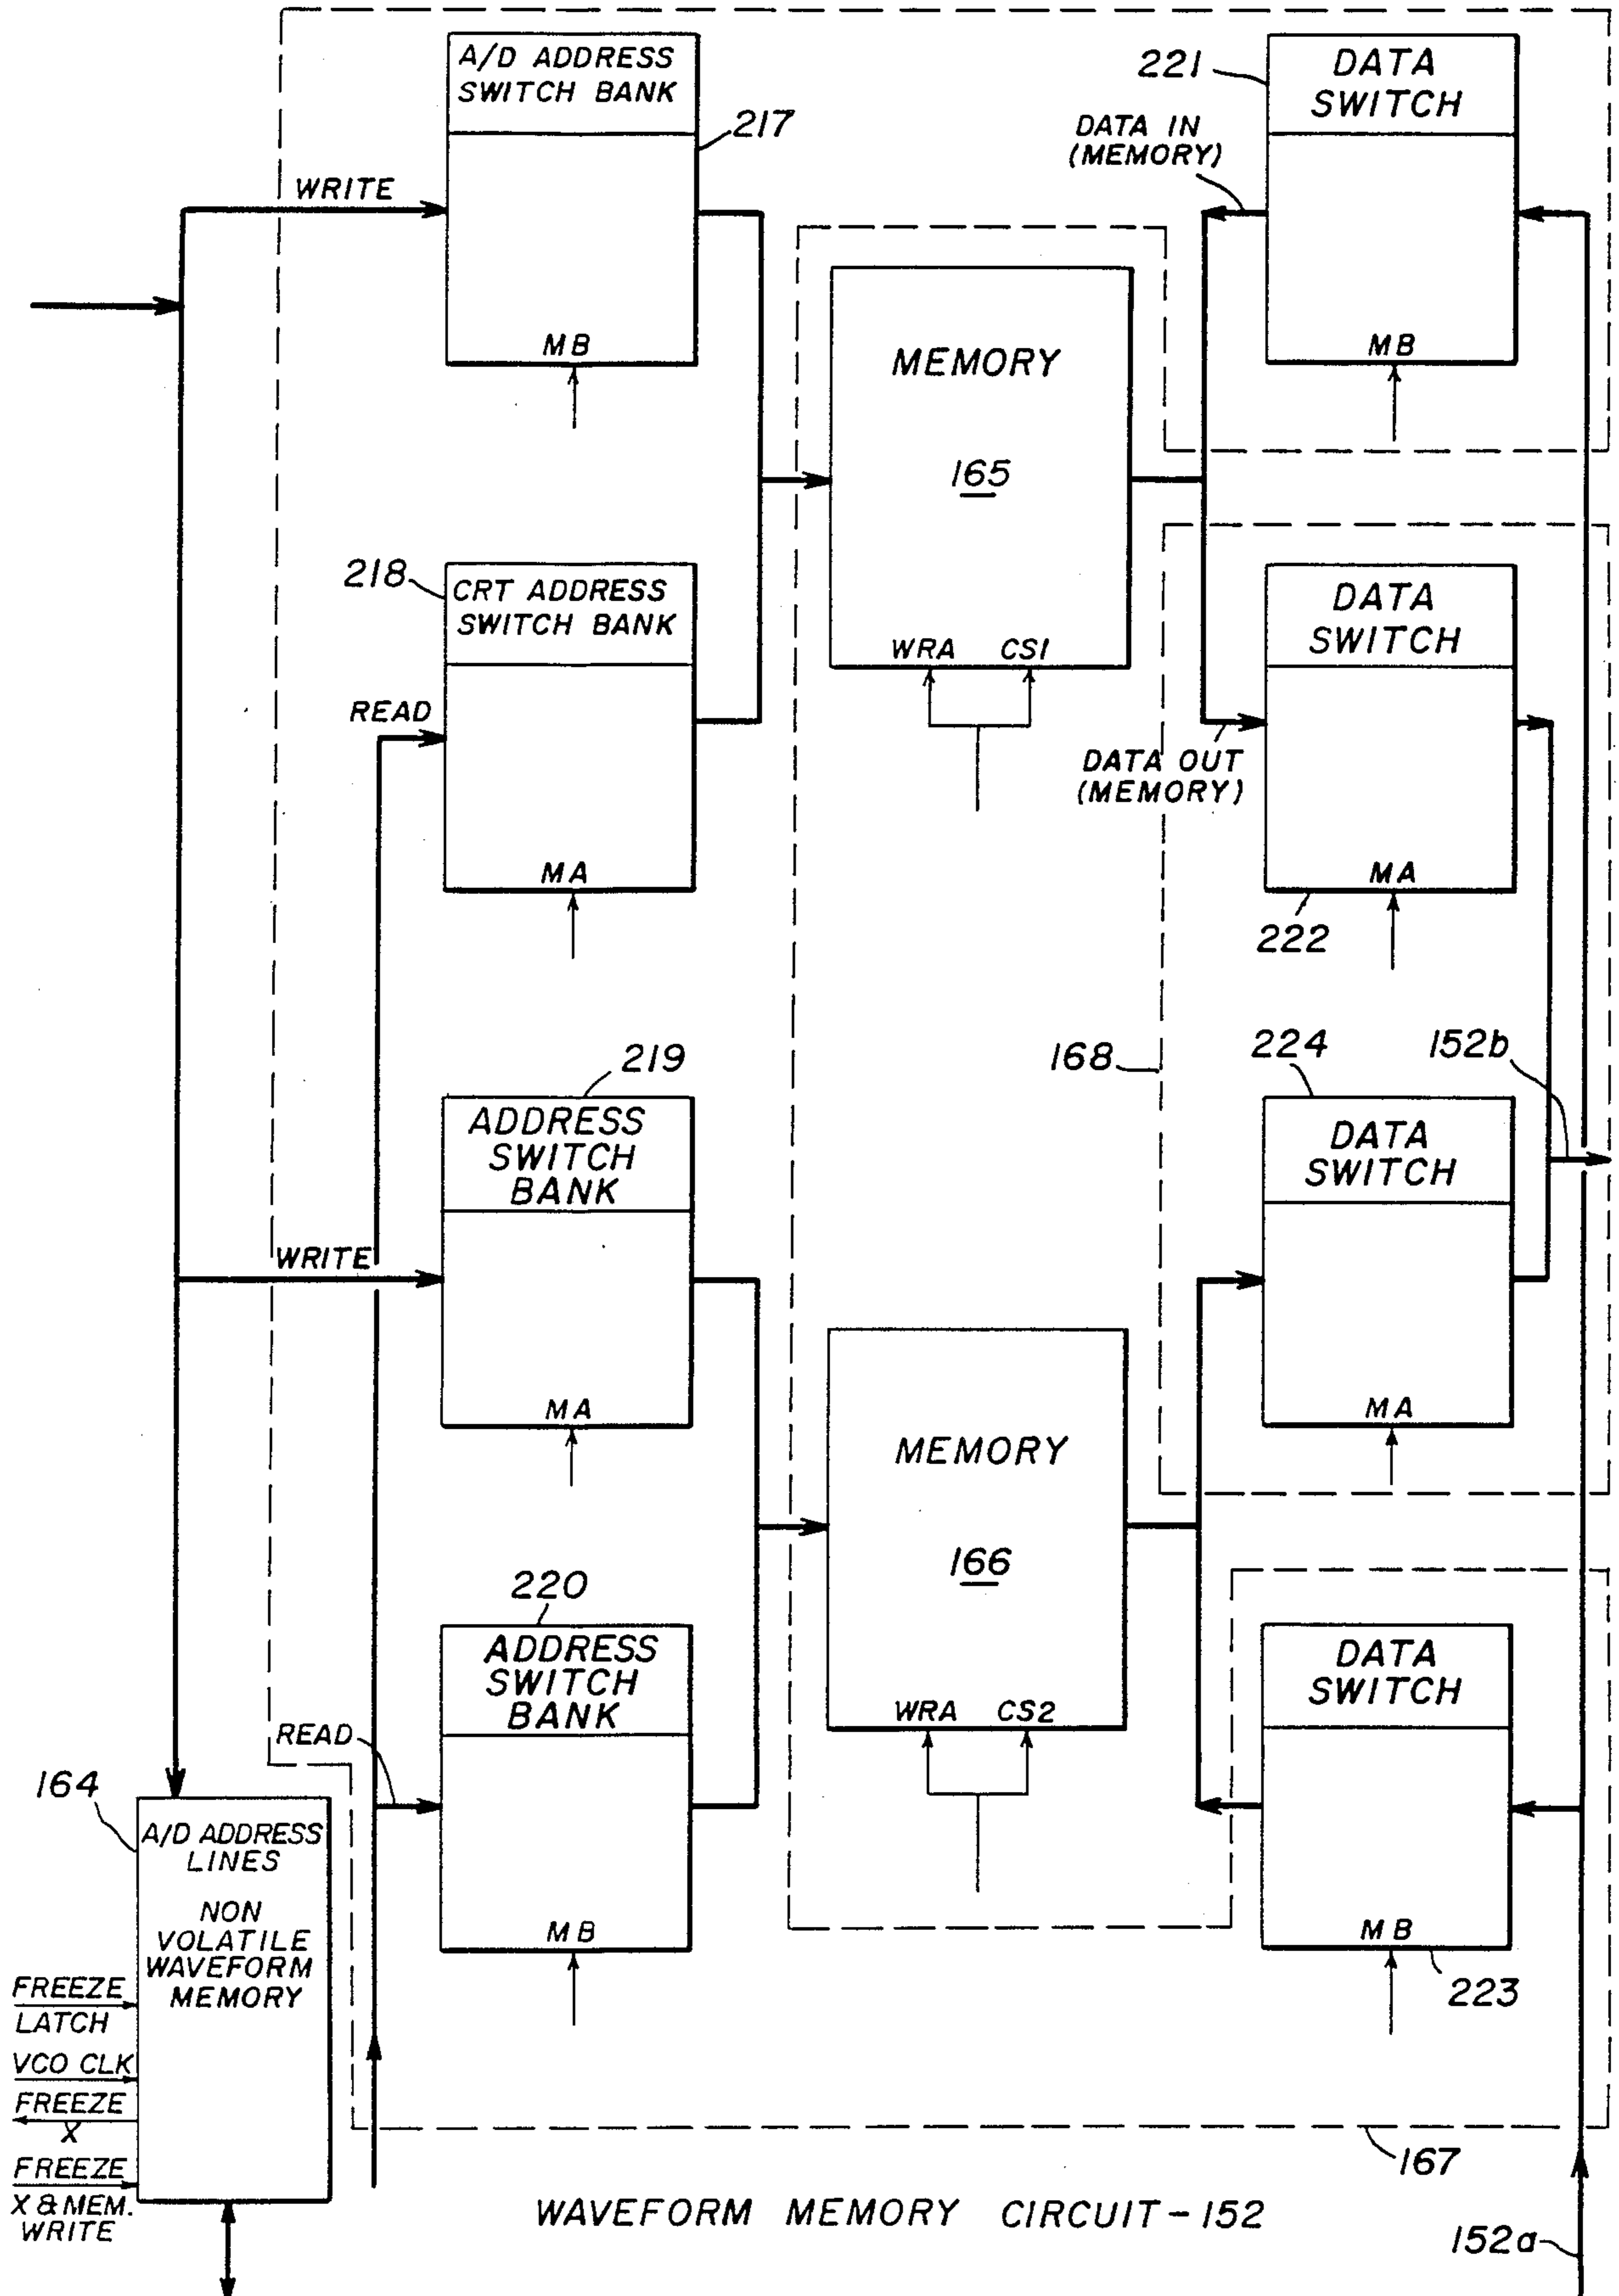 A/D ADDRESS
SWITCH BANK
217
WRITE
MB
221
DATA
SWITCH
DATA IN
(MEMORY)
MB
MEMORY
165
WRA CS1
218
CRT ADDRESS
SWITCH BANK
READ
MA
DATA
SWITCH
DATA OUT
(MEMORY)
MA
222
168
219
ADDRESS
SWITCH
BANK
WRITE
MA
224
152b
DATA
SWITCH
MA
MEMORY
166
WRA CS2
220
ADDRESS
SWITCH
BANK
READ
MB
DATA
SWITCH
MB
223
164
A/D ADDRESS
LINES
NON
VOLATILE
WAVEFORM
MEMORY
FREEZE
LATCH
VCO CLK
FREEZE
X
FREEZE
X & MEM.
WRITE
167
WAVEFORM MEMORY CIRCUIT-152
152a